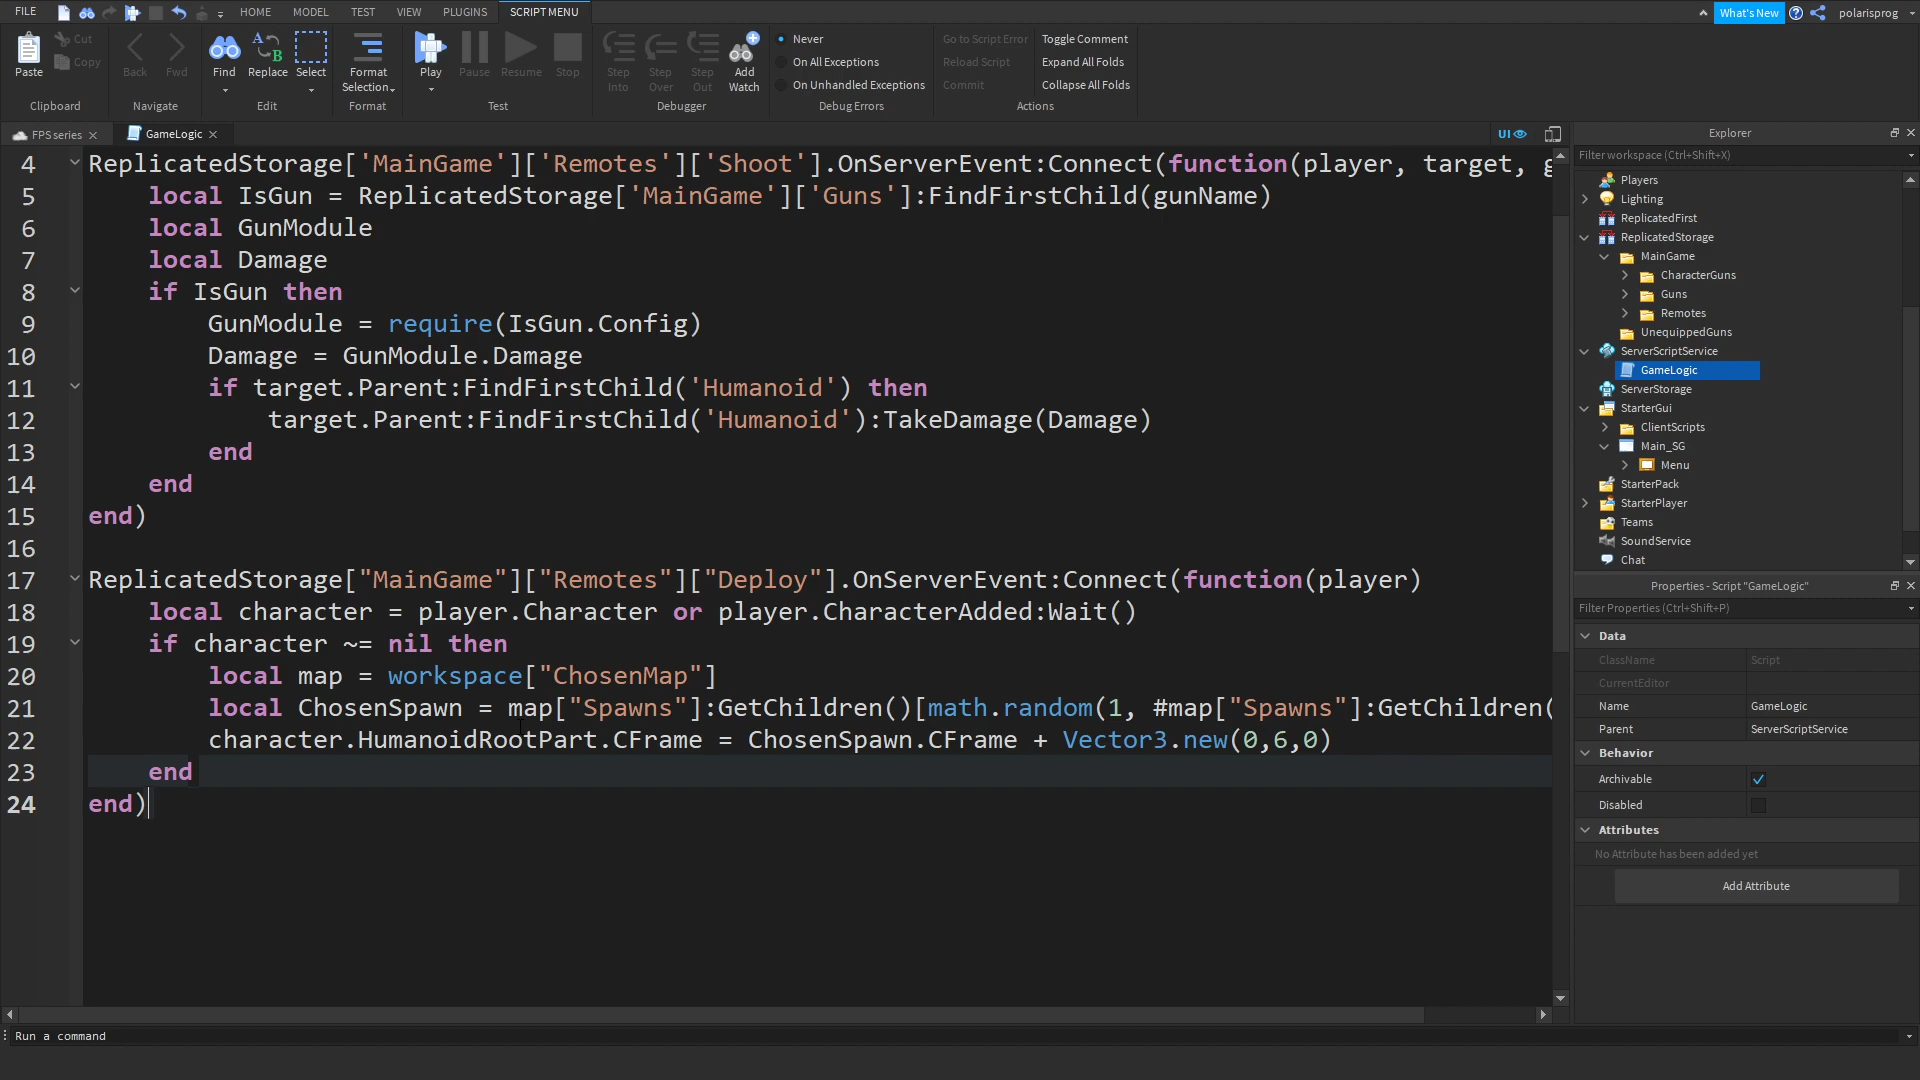 FILE
HOME MODEL TEST VIEW PLUGINS SCRIPT MENU
What's New
polarisprog
Paste
Cut
Copy
Clipboard
Back
Fwd
Navigate
Find
Replace
Select
Edit
Format
Selection
Format
Play
Pause
Resume
Stop
Test
Step
Into
Step
Over
Step
Out
Add
Watch
Debugger
Never
On All Exceptions
On Unhandled Exceptions
Debug Errors
Go to Script Error
Reload Script
Commit
Toggle Comment
Expand All Folds
Collapse All Folds
Actions
FPS series
GameLogic
UI
4 ReplicatedStorage['MainGame']['Remotes']['Shoot'].OnServerEvent:Connect(function(player, target, g
5 local IsGun = ReplicatedStorage['MainGame']['Guns']:FindFirstChild(gunName)
6 local GunModule
7 local Damage
8 if IsGun then
9 GunModule = require(IsGun.Config)
10 Damage = GunModule.Damage
11 if target.Parent:FindFirstChild('Humanoid') then
12 target.Parent:FindFirstChild('Humanoid'):TakeDamage(Damage)
13 end
14 end
15 end)
16
17 ReplicatedStorage["MainGame"]["Remotes"]["Deploy"].OnServerEvent:Connect(function(player)
18 local character = player.Character or player.CharacterAdded:Wait()
19 if character ~= nil then
20 local map = workspace["ChosenMap"]
21 local ChosenSpawn = map["Spawns"]:GetChildren()[math.random(1, #map["Spawns"]:GetChildren(
22 character.HumanoidRootPart.CFrame = ChosenSpawn.CFrame + Vector3.new(0,6,0)
23 end
24 end)
Run a command
Explorer
Filter workspace (Ctrl+Shift+X)
Players
Lighting
ReplicatedFirst
ReplicatedStorage
MainGame
CharacterGuns
Guns
Remotes
UnequippedGuns
ServerScriptService
GameLogic
ServerStorage
StarterGui
ClientScripts
Main_SG
Menu
StarterPack
StarterPlayer
Teams
SoundService
Chat
Properties - Script "GameLogic"
Filter Properties (Ctrl+Shift+P)
Data
ClassName Script
CurrentEditor
Name GameLogic
Parent ServerScriptService
Behavior
Archivable
Disabled
Attributes
No Attribute has been added yet
Add Attribute